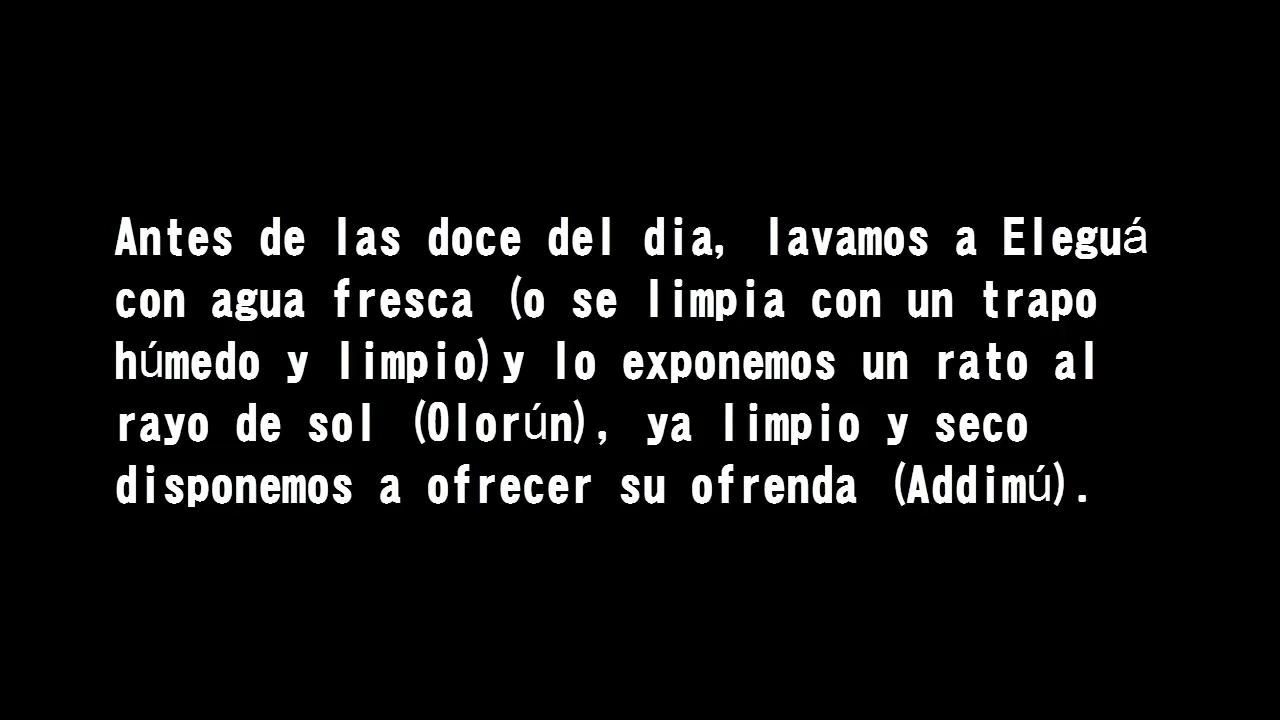 Antes de las doce del dia, lavamos a Eleguá
con agua fresca (o se limpia con un trapo
húmedo y limpio)y lo exponemos un rato al
rayo de sol (Olorún), ya limpio y seco
disponemos a ofrecer su ofrenda (Addimú).